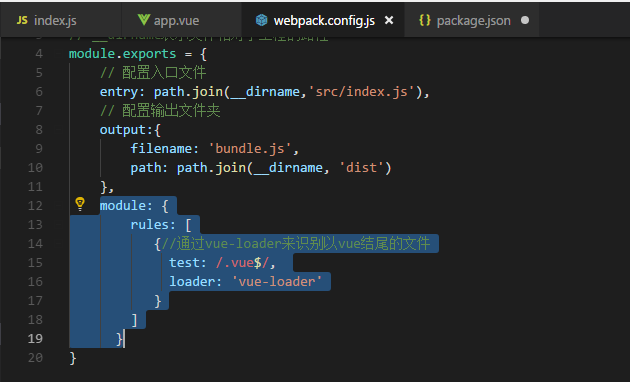 JS index.js
app.vue
webpack.config.js
{} package.json
4 module.exports = {
5 // 配置入口文件
6 entry: path.join(__dirname,'src/index.js'),
7 // 配置输出文件夹
8 output:{
9 filename: 'bundle.js',
10 path: path.join(__dirname, 'dist')
11 },
12 module: {
13 rules: [
14 {//通过vue-loader来识别以vue结尾的文件
15 test: /.vue$/,
16 loader: 'vue-loader'
17 }
18 ]
19 }
20 }